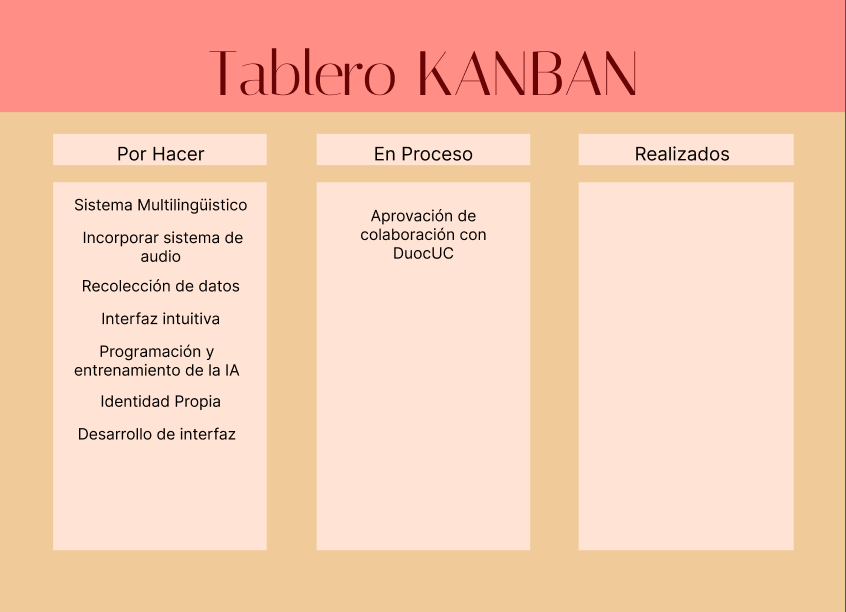 Tablero KANBAN
Por Hacer
Sistema Multilingüistico
Incorporar sistema de
audio
Recolección de datos
Interfaz intuitiva
Programación y
entrenamiento de la IA
Identidad Propia
Desarrollo de interfaz
En Proceso
Aprovación de
colaboración con
DuocUC
Realizados